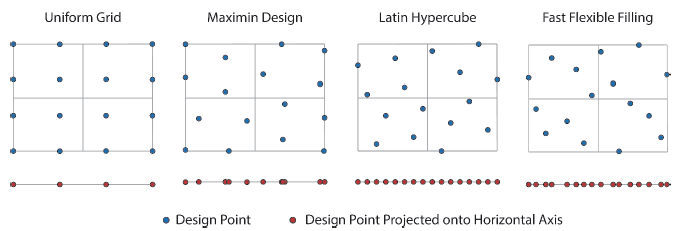 Uniform Grid
Maximin Design
Latin Hypercube
Fast Flexible Filling
Design Point
Design Point Projected onto Horizontal Axis